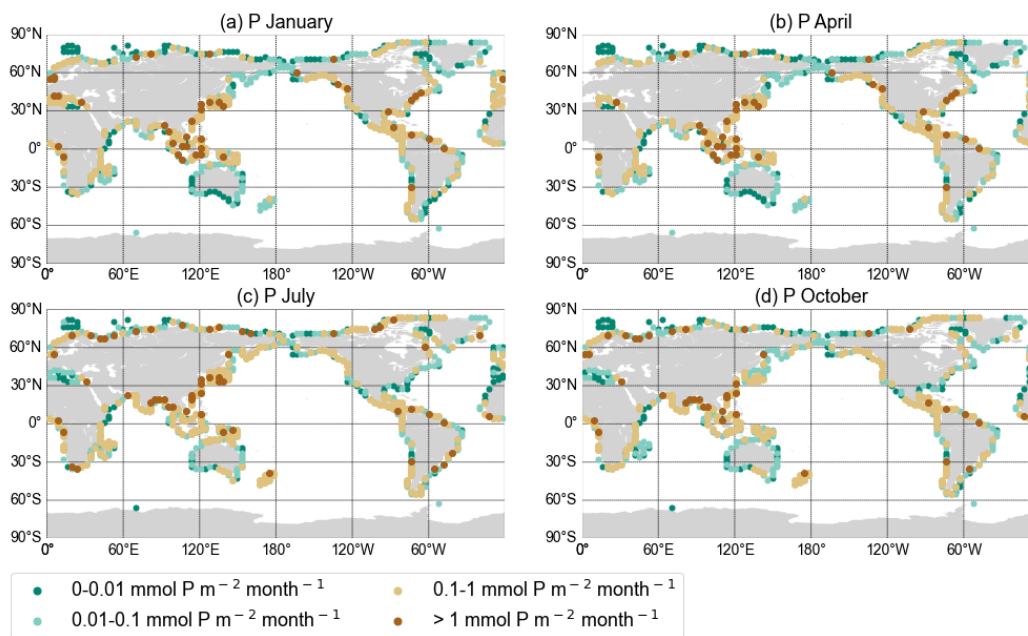 (a) P January
(b) P April
90°N
60°N
30°N
0°
30°S
60°S
90°S
0° 60°E 120°E 180° 120°W 60°W
90°N
60°N
30°N
0°
30°S
60°S
90°S
0° 60°E 120°E 180° 120°W 60°W
(c) P July
(d) P October
90°N
60°N
30°N
0°
30°S
60°S
90°S
0° 60°E 120°E 180° 120°W 60°W
90°N
60°N
30°N
0°
30°S
60°S
90°S
0° 60°E 120°E 180° 120°W 60°W
0-0.01 mmol P m⁻² month⁻¹
0.01-0.1 mmol P m⁻² month⁻¹
0.1-1 mmol P m⁻² month⁻¹
> 1 mmol P m⁻² month⁻¹